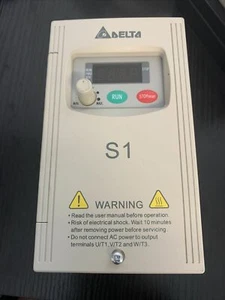 DELTA
RUN
STOP/RESET
S1
WARNING
• Read the user manual before operation.
• Risk of electrical shock. Wait 10 minutes
after removing power before servicing.
• Do not connect AC power to output
terminals U/T1, V/T2 and W/T3.